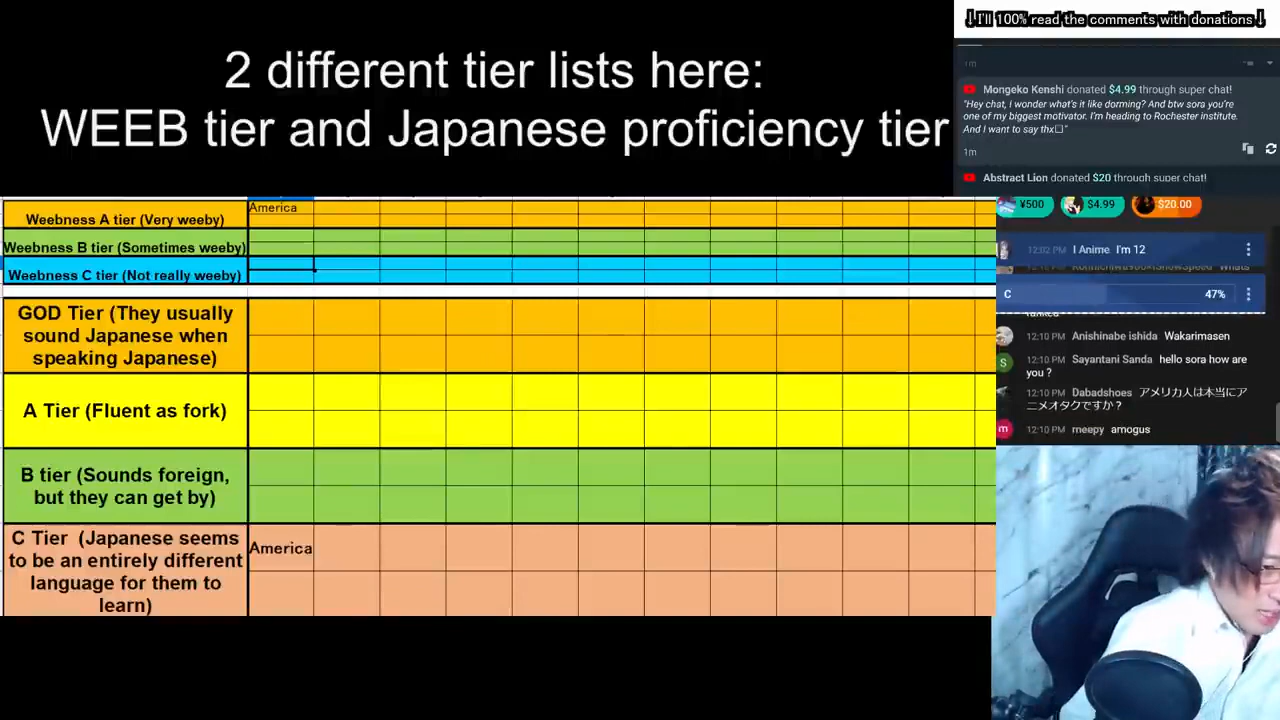 2 different tier lists here:
WEEB tier and Japanese proficiency tier
Weebness A tier (Very weeby)
America
Weebness B tier (Sometimes weeby)
Weebness C tier (Not really weeby)
GOD Tier (They usually
sound Japanese when
speaking Japanese)
A Tier (Fluent as fork)
B tier (Sounds foreign,
but they can get by)
C Tier (Japanese seems
to be an entirely different
language for them to
learn)
America
↓I'll 100% read the comments with donations↓
1m
Mongeko Kenshi donated $4.99 through super chat!
"Hey chat, I wonder what's it like dorming? And btw sora you're
one of my biggest motivator. I'm heading to Rochester institute.
And I want to say thx□"
1m
Abstract Lion donated $20 through super chat!
¥500 $4.99 $20.00
12:02 PM I Anime I'm 12
C 47%
12:10 PM Anishinabe ishida Wakarimasen
12:10 PM Sayantani Sanda hello sora how are
you ?
12:10 PM Dabadshoes アメリカ人は本当にア
ニメオタクですか？
12:10 PM meepy amogus